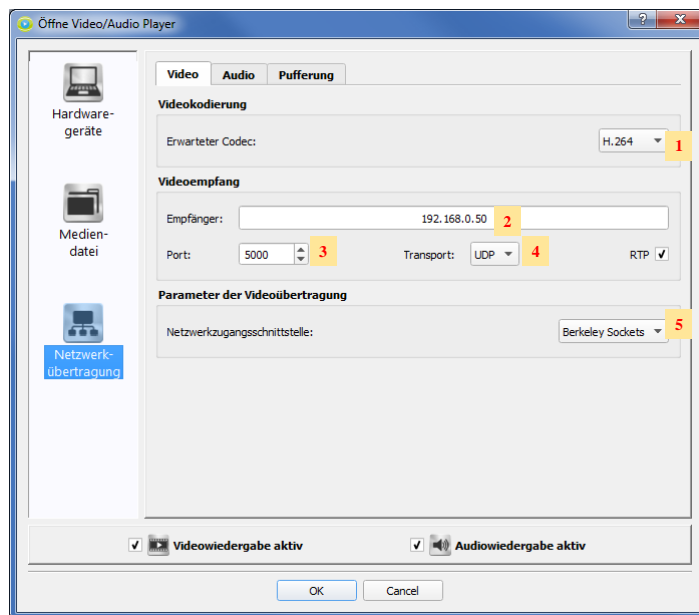 Öffne Video/Audio Player
?
Hardware-
geräte
Medien-
datei
Netzwerk-
übertragung
Video
Audio
Pufferung
Videokodierung
Erwarteter Codec:
H.264
1
Videoempfang
Empfänger:
192.168.0.50
2
Port:
5000
3
Transport:
UDP
4
RTP
Parameter der Videoübertragung
Netzwerkzugangsschnittstelle:
Berkeley Sockets
5
Videowiedergabe aktiv
Audiowiedergabe aktiv
OK
Cancel